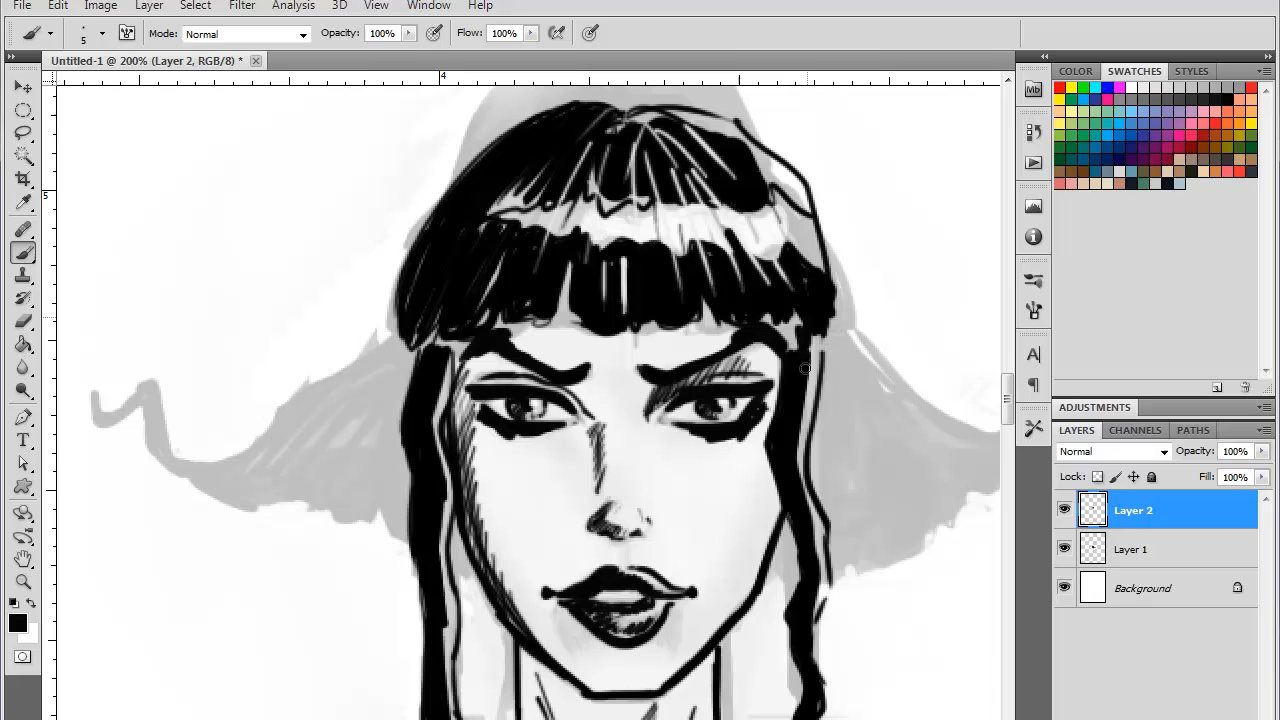 File Edit Image Layer Select Filter Analysis 3D View Window Help
5 Mode: Normal Opacity: 100% Flow: 100%
Untitled-1 @ 200% (Layer 2, RGB/8) *
4
5
COLOR SWATCHES STYLES
Mb
A
ADJUSTMENTS
LAYERS CHANNELS PATHS
Normal Opacity: 100%
Lock: Fill: 100%
Layer 2
Layer 1
Background
T